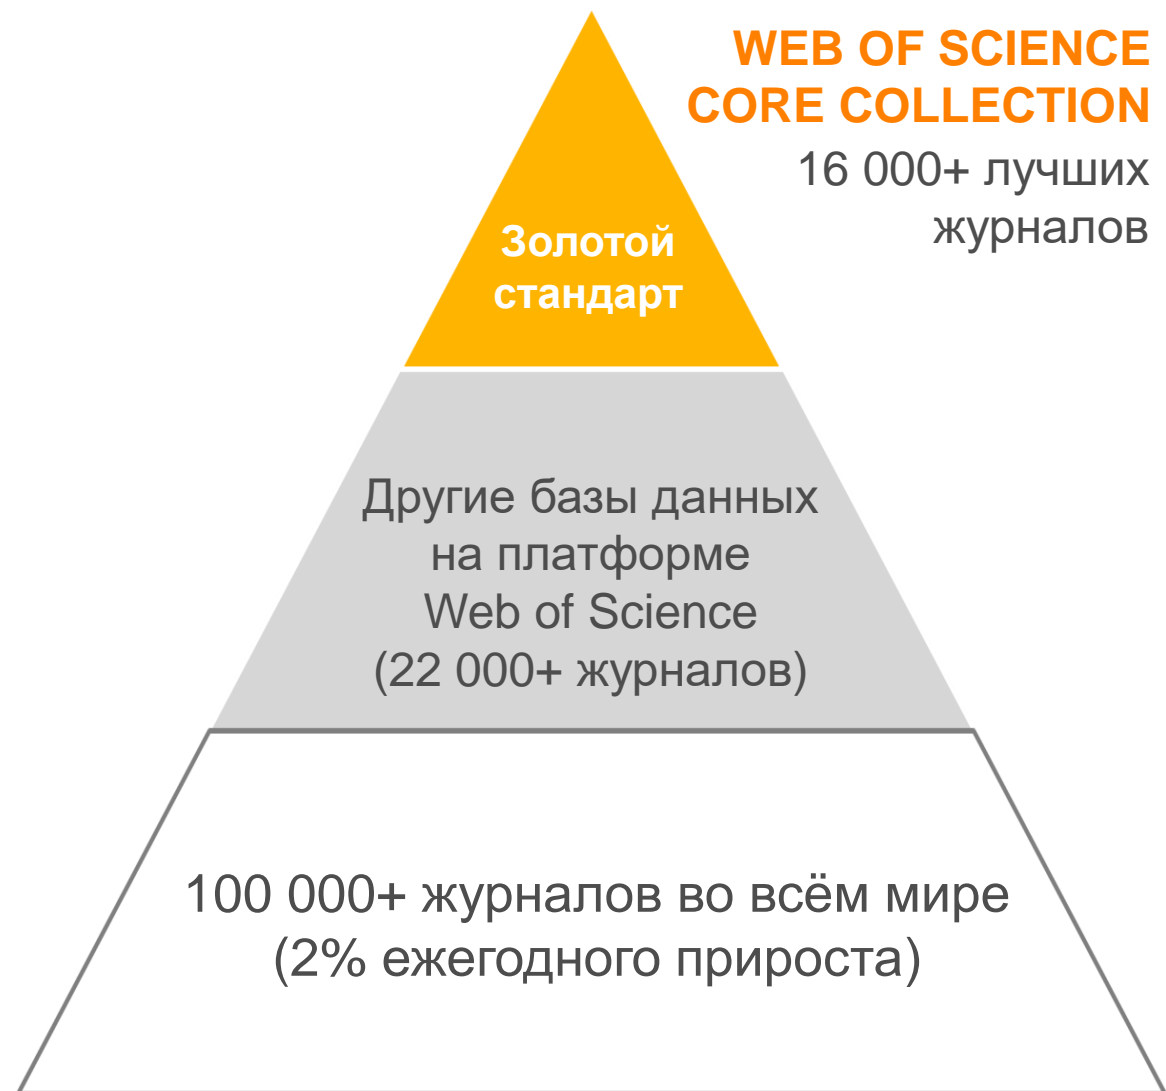 WEB OF SCIENCE
CORE COLLECTION
16 000+ лучших
журналов
Золотой
стандарт
Другие базы данных
на платформе
Web of Science
(22 000+ журналов)
100 000+ журналов во всём мире
(2% ежегодного прироста)